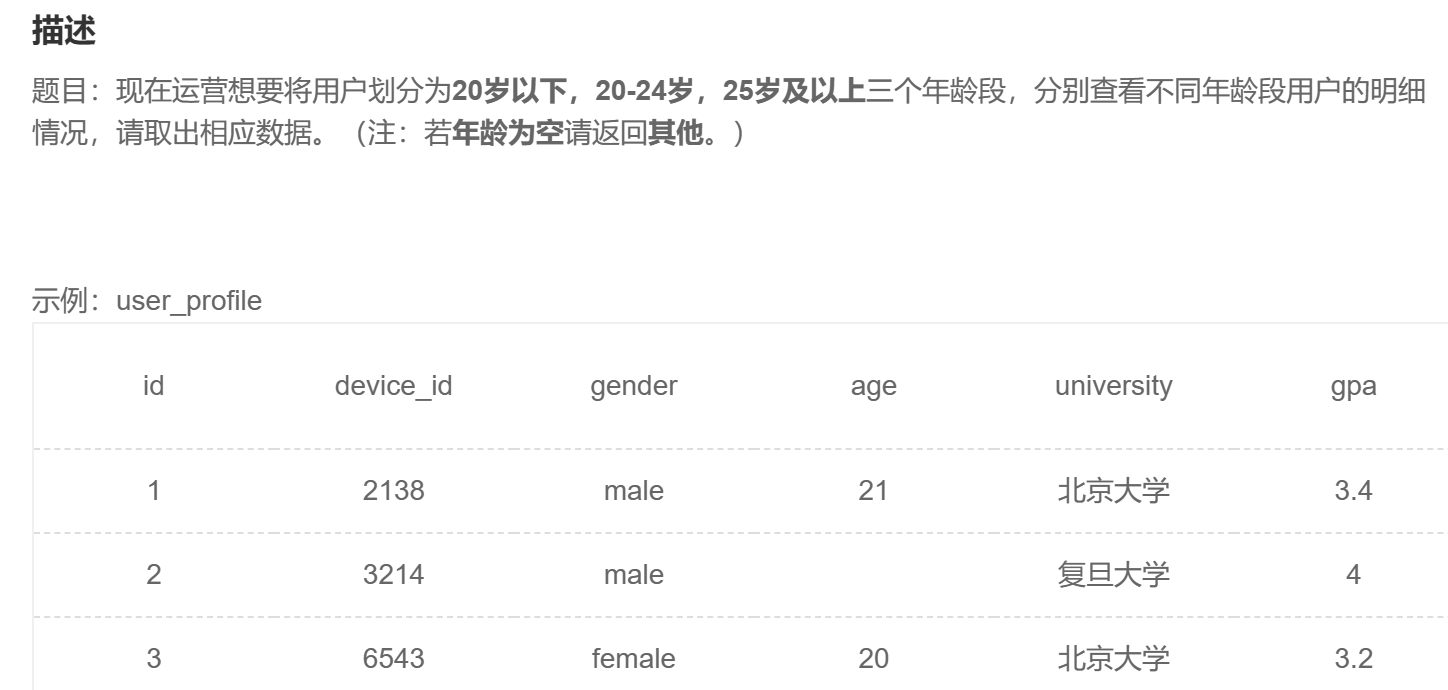 描述
题目：现在运营想要将用户划分为20岁以下，20-24岁，25岁及以上三个年龄段，分别查看不同年龄段用户的明细
情况，请取出相应数据。（注：若年龄为空请返回其他。）
示例：user_profile
id device_id gender age university gpa
1 2138 male 21 北京大学 3.4
2 3214 male 复旦大学 4
3 6543 female 20 北京大学 3.2